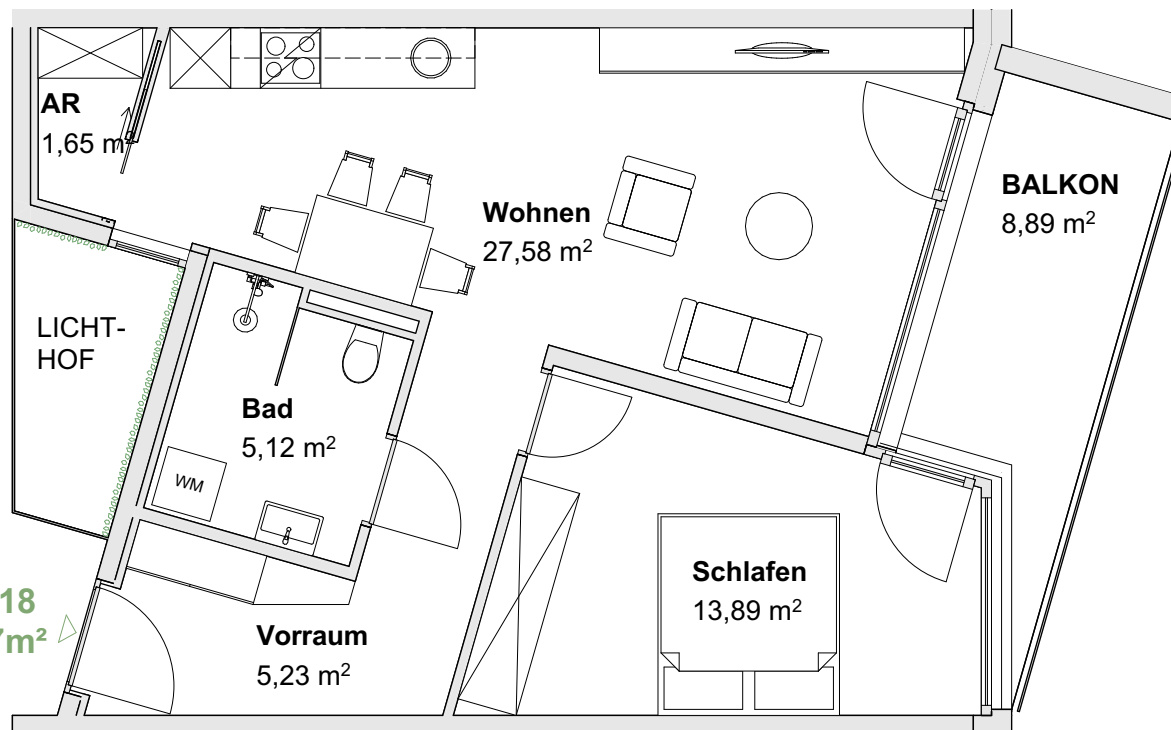 AR
1,65 m
Wohnen
27,58 m²
BALKON
8,89 m²
LICHT-
HOF
Bad
5,12 m²
WM
Schlafen
13,89 m²
18
m²
Vorraum
5,23 m²